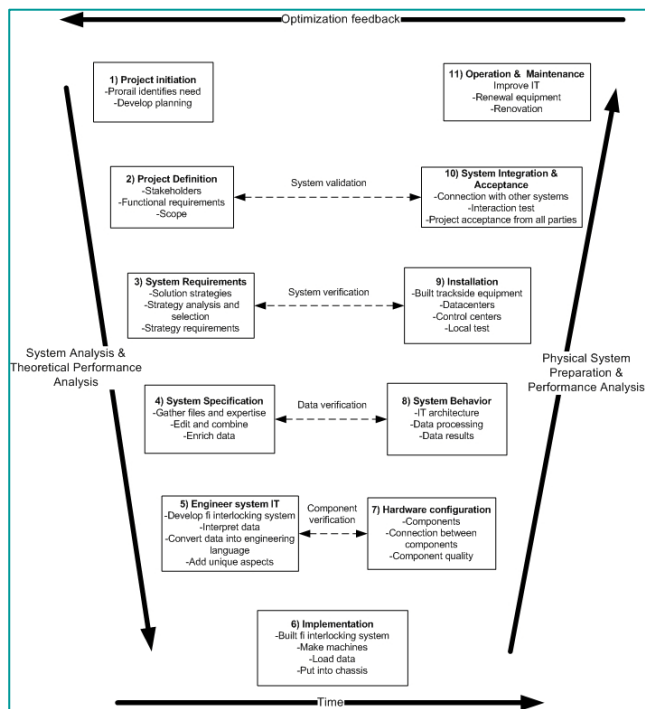 Optimization feedback
1) Project initiation
-Prorail identifies need
-Develop planning
11) Operation & Maintenance
Improve IT
-Renewal equipment
-Renovation
2) Project Definition
-Stakeholders
-Functional requirements
-Scope
System validation
10) System Integration &
Acceptance
-Connection with other systems
-Interaction test
-Project acceptance from all parties
3) System Requirements
-Solution strategies
-Strategy analysis and
selection
-Strategy requirements
System verification
9) Installation
-Built trackside equipment
-Datacenters
-Control centers
-Local test
System Analysis &
Theoretical Performance
Analysis
Physical System
Preparation &
Performance Analysis
4) System Specification
-Gather files and expertise
-Edit and combine
-Enrich data
Data verification
8) System Behavior
-IT architecture
-Data processing
-Data results
5) Engineer system IT
-Develop fi interlocking system
-Interpret data
-Convert data into engineering
language
-Add unique aspects
Component
verification
7) Hardware configuration
-Components
-Connection between
components
-Component quality
6) Implementation
-Built fi interlocking system
-Make machines
-Load data
-Put into chassis
Time